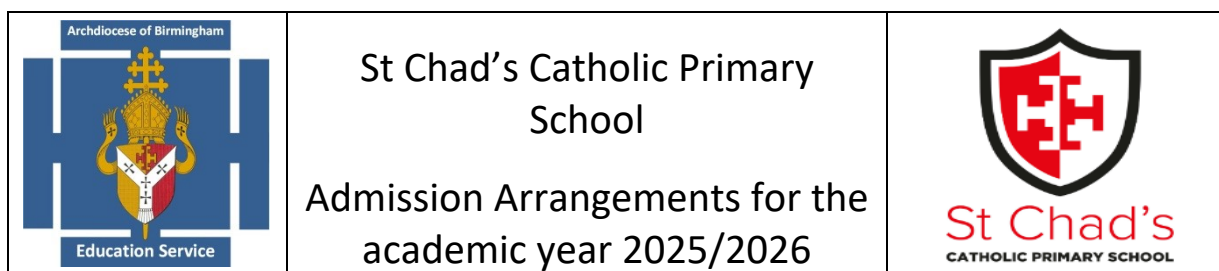 Archdiocese of Birmingham
Education Service
St Chad's Catholic Primary
School
Admission Arrangements for the
academic year 2025/2026
St Chad's
CATHOLIC PRIMARY SCHOOL